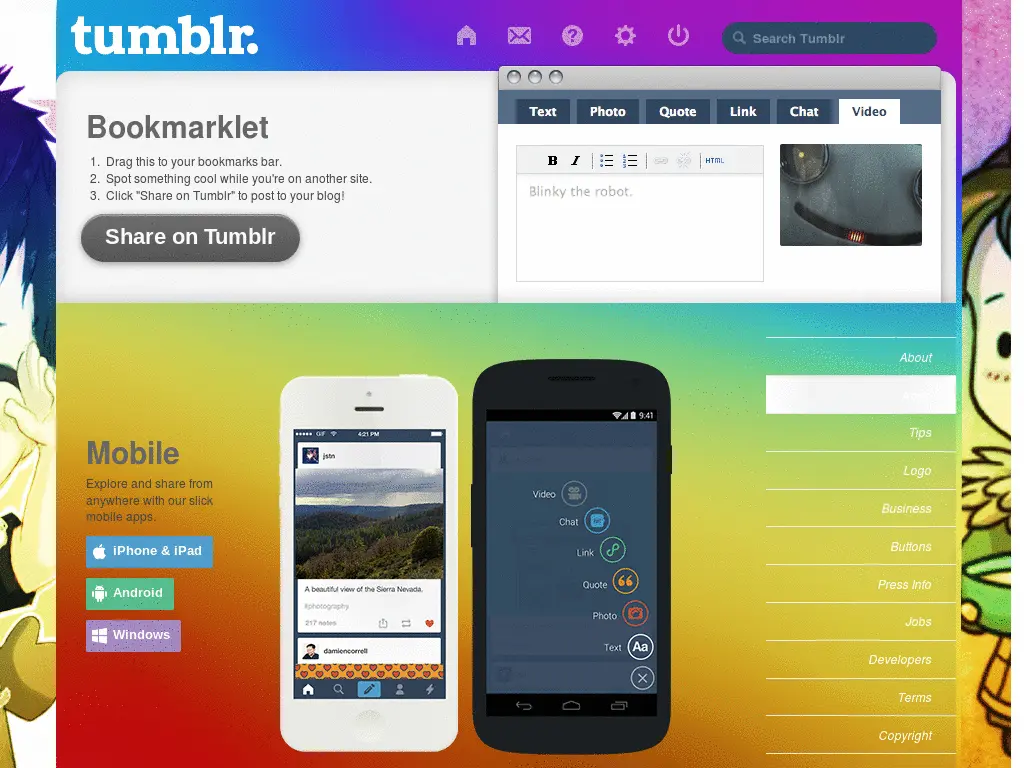 tumblr.
Search Tumblr
Bookmarklet
1. Drag this to your bookmarks bar.
2. Spot something cool while you're on another site.
3. Click "Share on Tumblr" to post to your blog!
Share on Tumblr
Text Photo Quote Link Chat Video
B I HTML
Blinky the robot.
Mobile
Explore and share from
anywhere with our slick
mobile apps.
iPhone & iPad
Android
Windows
GIF 4:21 PM
jstn
A beautiful view of the Sierra Nevada.
#photography
217 notes
damiencorrell
9:41
Video
Chat
Link
Quote
Photo
Text Aa
About
Tips
Logo
Business
Buttons
Press Info
Jobs
Developers
Terms
Copyright